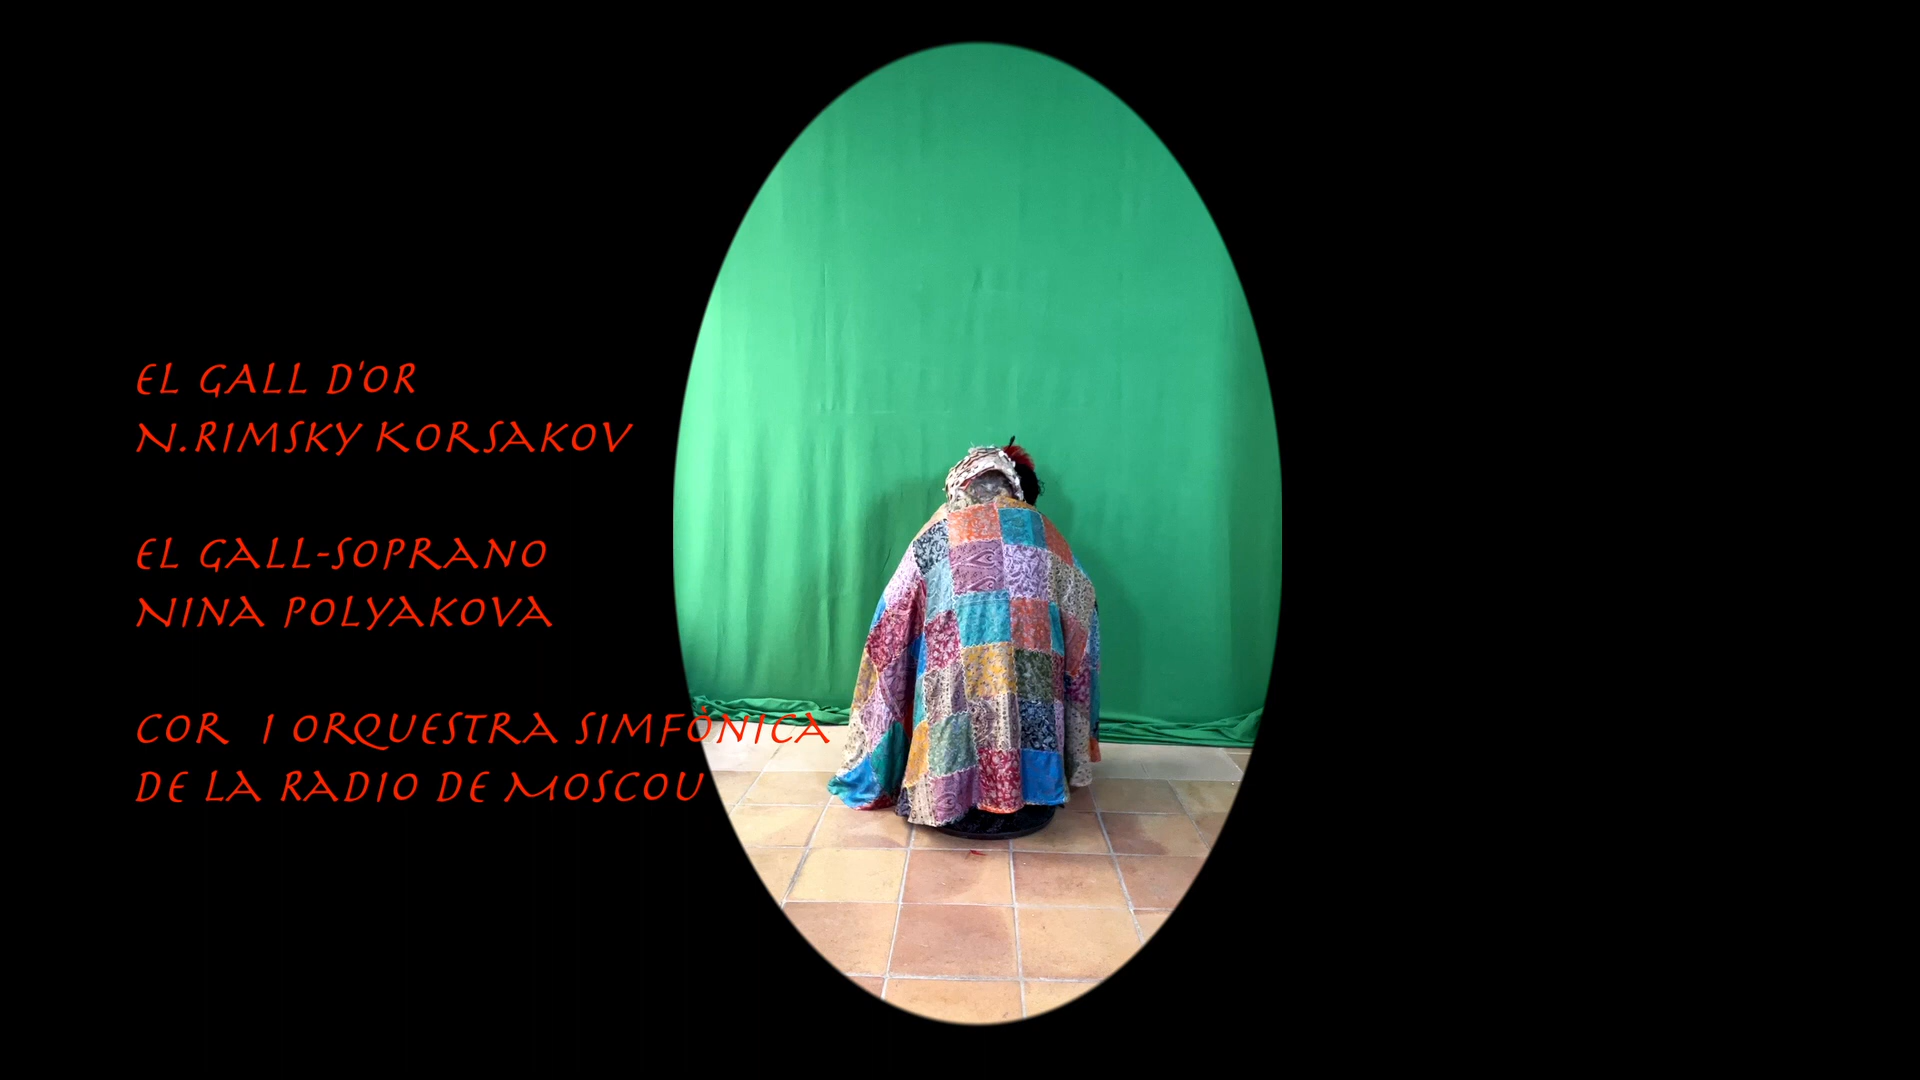 EL GALL D'OR
N.RIMSKY KORSAKOV
EL GALL-SOPRANO
NINA POLYAKOVA
COR I ORQUESTRA SIMFÒNICA
DE LA RADIO DE MOSCOU